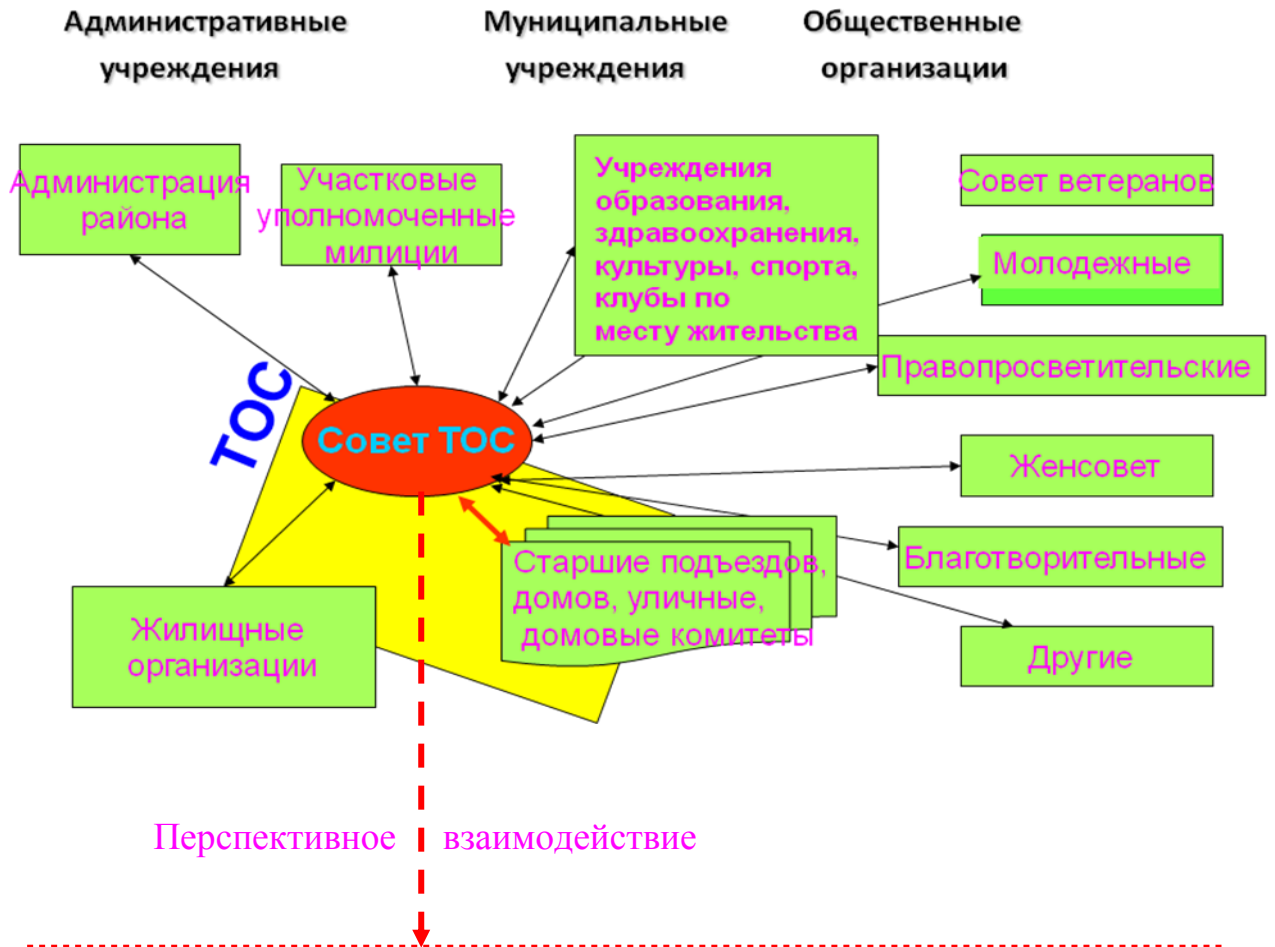 Административные
учреждения
Муниципальные
учреждения
Общественные
организации
Администрация
района
Участковые
уполномоченные
милиции
Учреждения
образования,
здравоохранения,
культуры, спорта,
клубы по
месту жительства
Совет ветеранов
Молодежные
Правопросветительские
ТОС
Совет ТОС
Женсовет
Благотворительные
Старшие подъездов,
домов, уличные,
домовые комитеты
Жилищные
организации
Другие
Перспективное взаимодействие